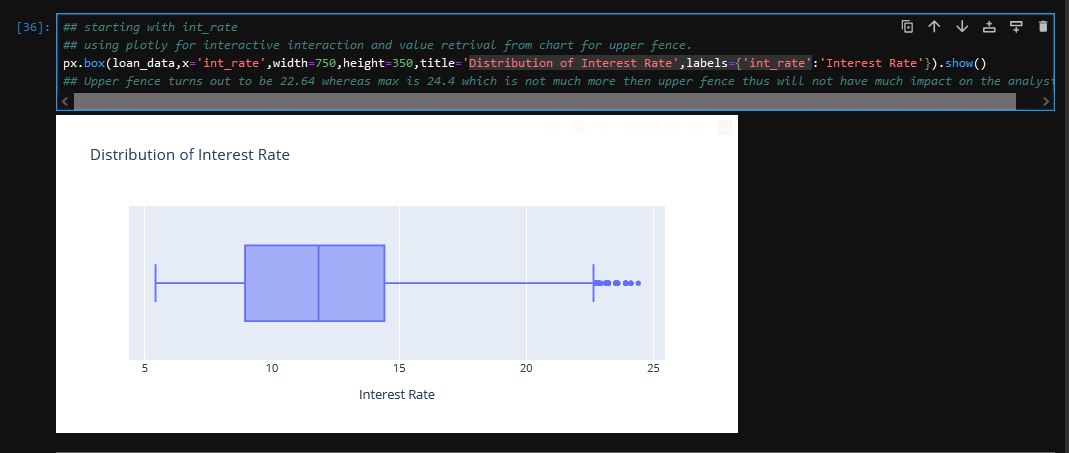 [36]:
## starting with int_rate
## using plotly for interactive interaction and value retrival from chart for upper fence.
px.box(loan_data,x='int_rate',width=750,height=350,title='Distribution of Interest Rate',labels={'int_rate':'Interest Rate'}).show()
## Upper fence turns out to be 22.64 whereas max is 24.4 which is not much more then upper fence thus will not have much impact on the analys
Distribution of Interest Rate
5 10 15 20 25
Interest Rate